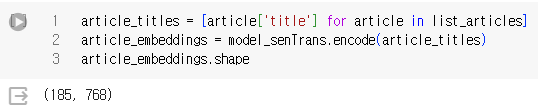 1 article_titles = [article['title'] for article in list_articles]
2 article_embeddings = model_senTrans.encode(article_titles)
3 article_embeddings.shape
(185, 768)